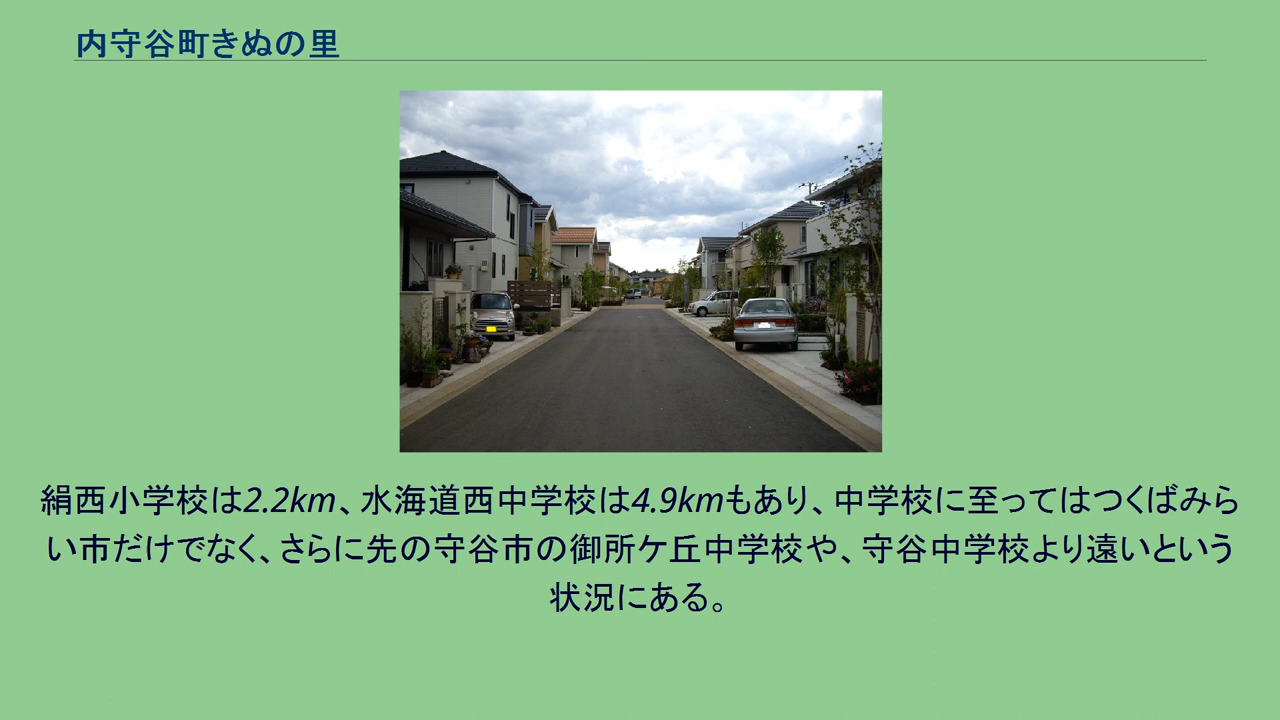 内守谷町きぬの里
絹西小学校は2.2km、水海道西中学校は4.9kmもあり、中学校に至ってはつくばみら
い市だけでなく、さらに先の守谷市の御所ケ丘中学校や、守谷中学校より遠いという
状況にある。